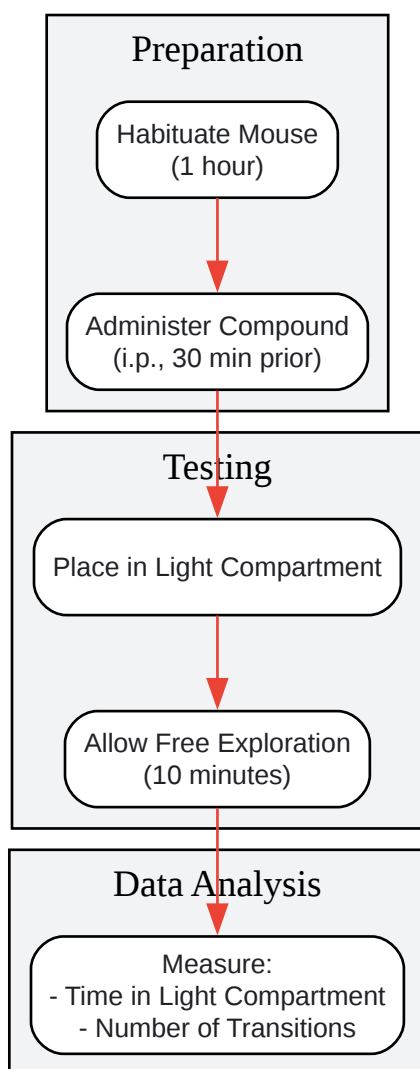 Preparation
Habituate Mouse
(1 hour)
Administer Compound
(i.p., 30 min prior)
Testing
Place in Light Compartment
Allow Free Exploration
(10 minutes)
Data Analysis
Measure:
- Time in Light Compartment
- Number of Transitions